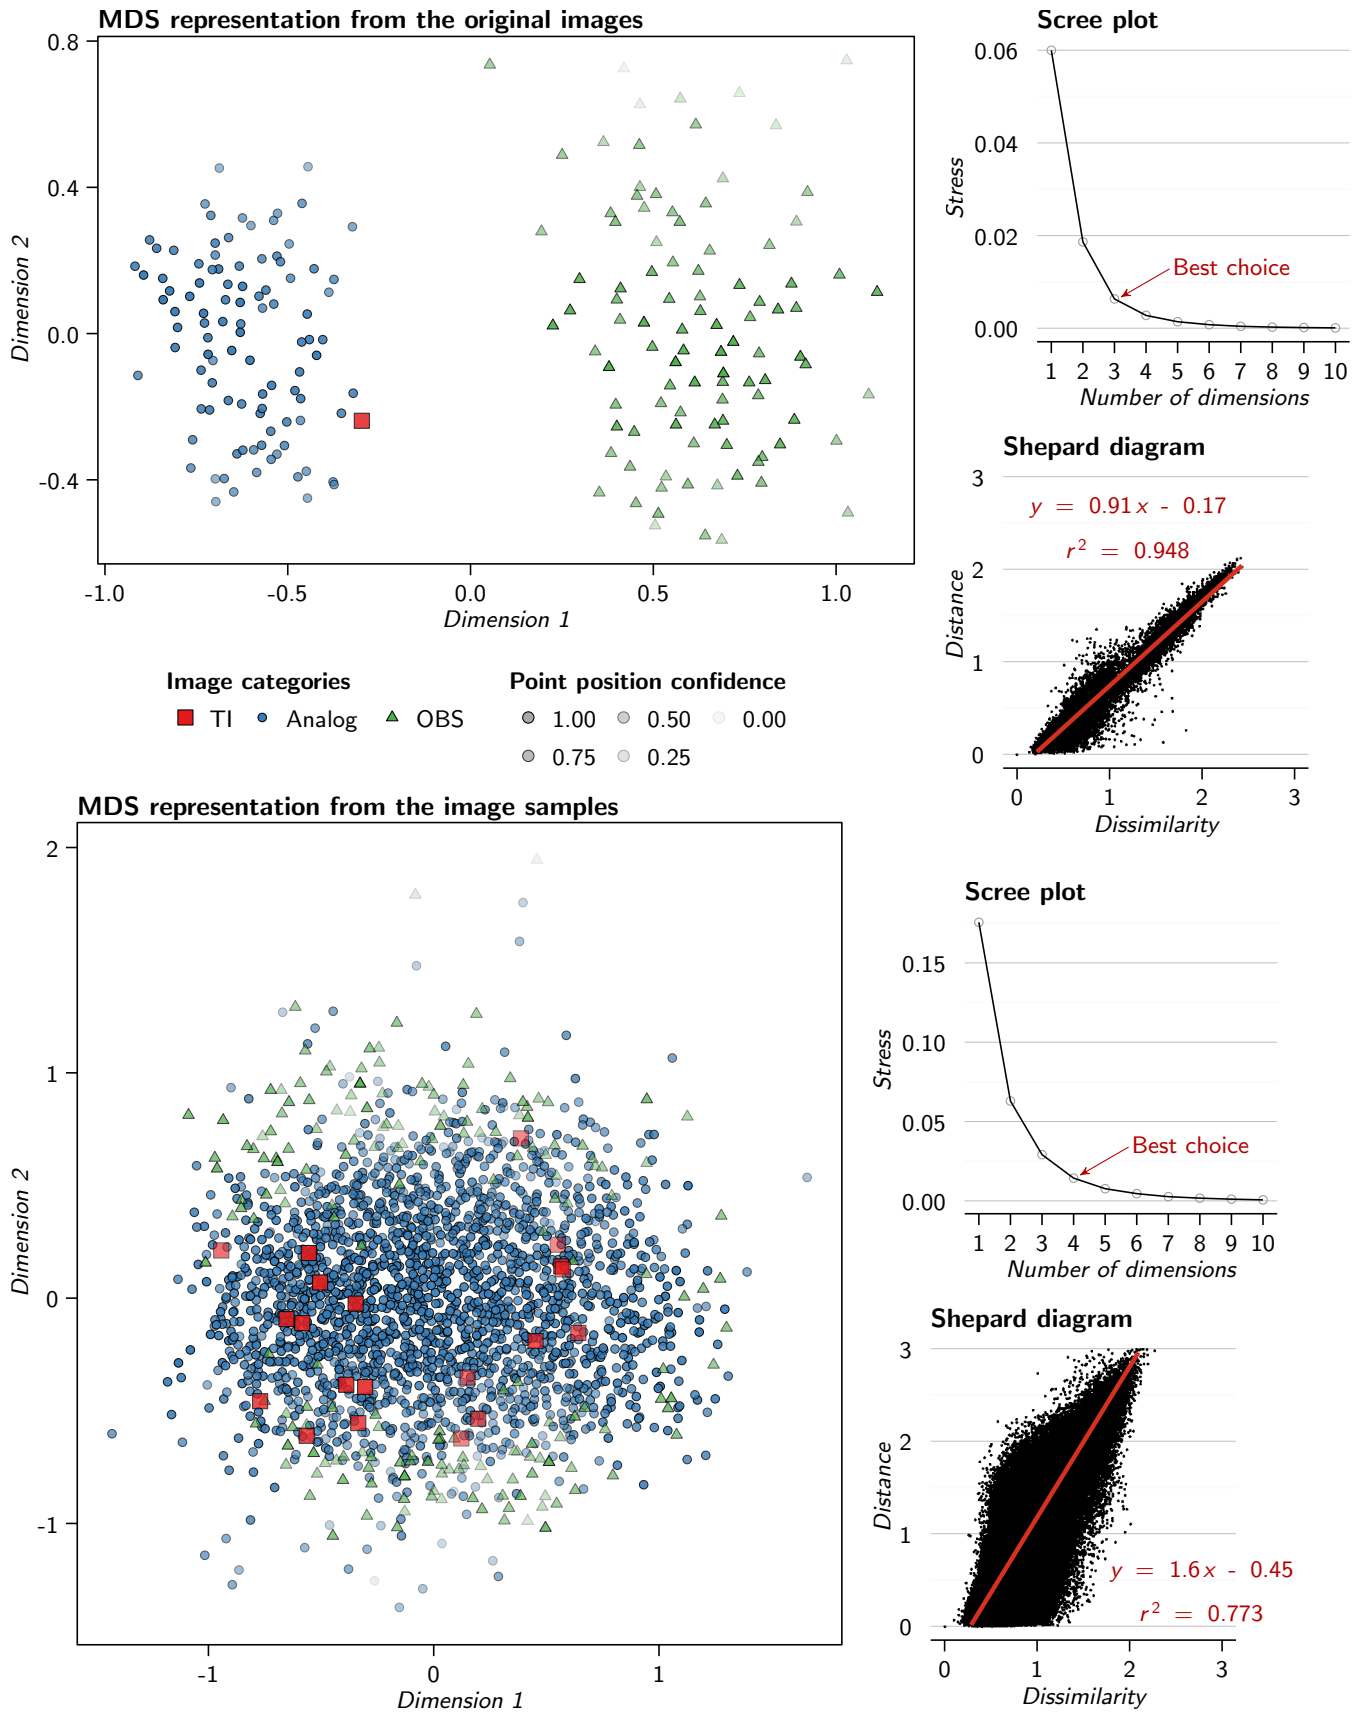 MDS representation from the original images
0.8
0.4
0.0
-0.4
Dimension 2
-1.0 -0.5 0.0 0.5 1.0
Dimension 1
Scree plot
0.06
0.04
0.02
0.00
Stress
Best choice
1 2 3 4 5 6 7 8 9 10
Number of dimensions
Shepard diagram
3
2
1
0
Distance
y = 0.91x - 0.17
r² = 0.948
0 1 2 3
Dissimilarity
Image categories
TI Analog OBS
Point position confidence
1.00 0.50 0.00
0.75 0.25
MDS representation from the image samples
2
1
0
-1
Dimension 2
-1 0 1
Dimension 1
Scree plot
0.15
0.10
0.05
0.00
Stress
Best choice
1 2 3 4 5 6 7 8 9 10
Number of dimensions
Shepard diagram
3
2
1
0
Distance
y = 1.6x - 0.45
r² = 0.773
0 1 2 3
Dissimilarity